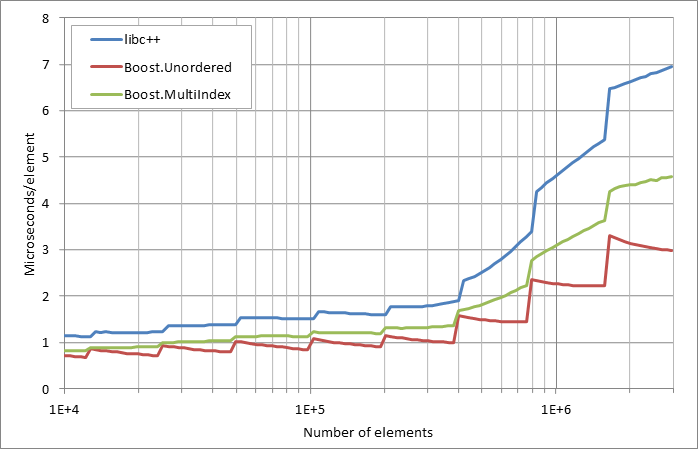 8
libc++
Boost.Unordered
Boost.MultiIndex
7
6
5
4
3
2
1
0
Microseconds/element
1E+4
1E+5
1E+6
Number of elements